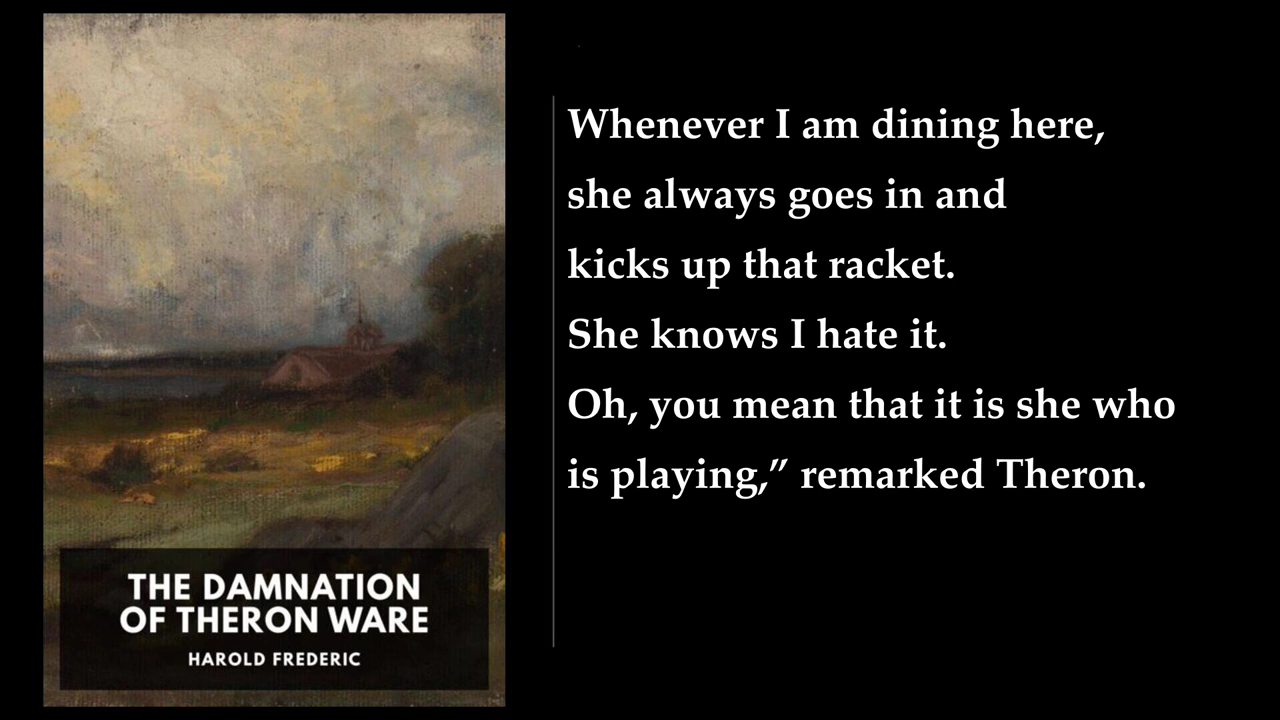 THE DAMNATION
OF THERON WARE
HAROLD FREDERIC
Whenever I am dining here,
she always goes in and
kicks up that racket.
She knows I hate it.
Oh, you mean that it is she who
is playing,” remarked Theron.